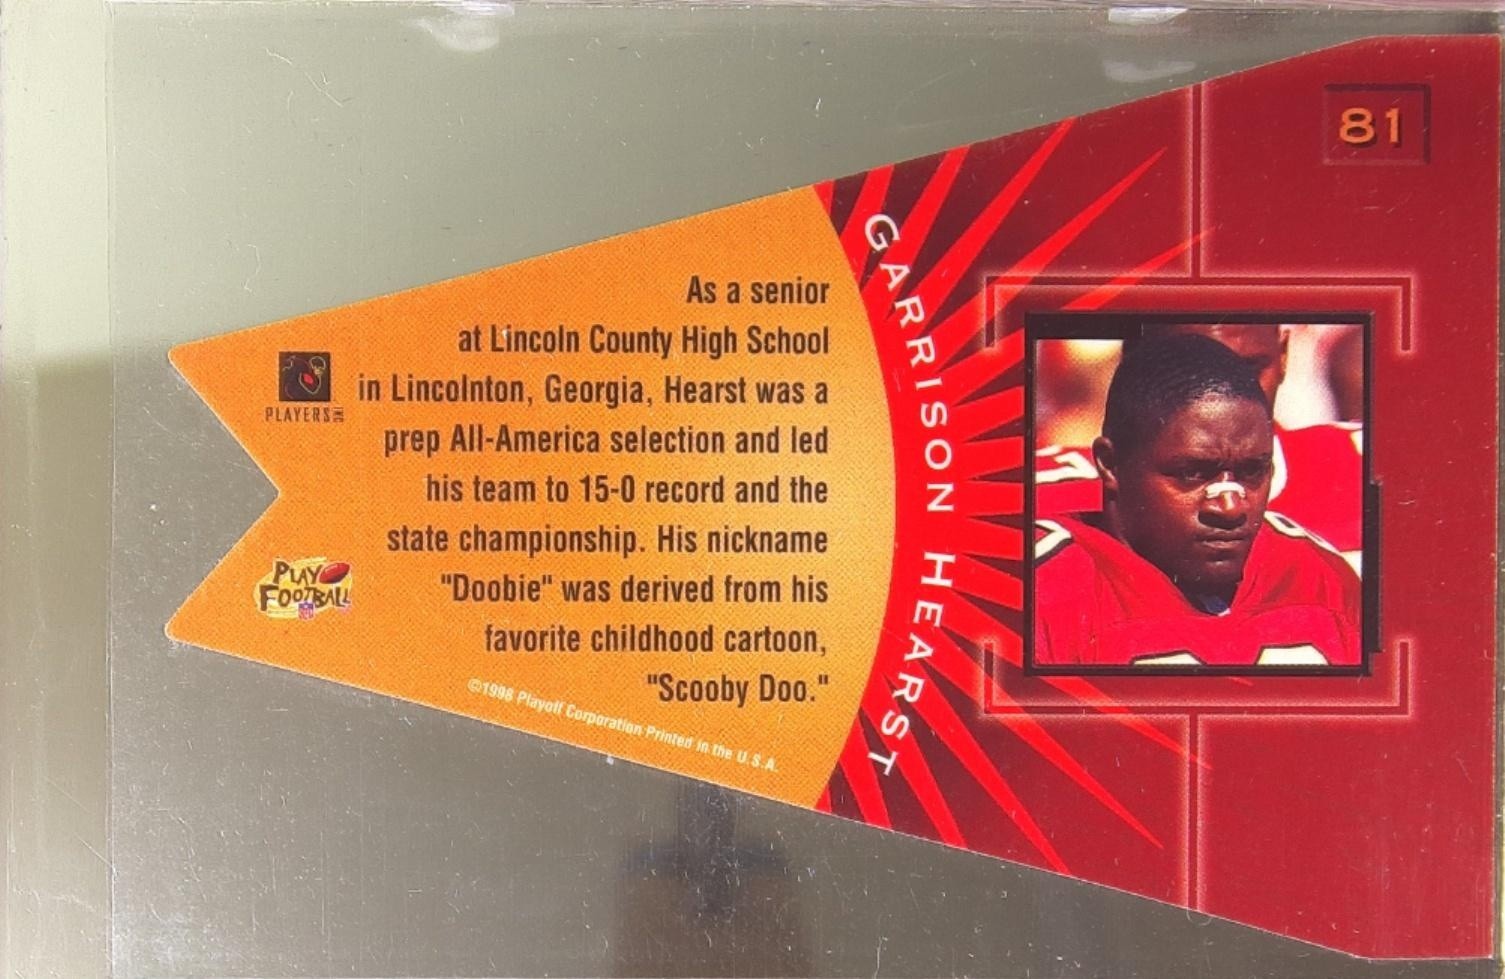 81
GARRISON HEARST
As a senior
at Lincoln County High School
in Lincolnton, Georgia, Hearst was a
prep All-America selection and led
his team to 15-0 record and the
state championship. His nickname
"Doobie" was derived from his
favorite childhood cartoon,
"Scooby Doo."
PLAYERS INC
PLAY
FOOTBALL
NFL
©1998 Playoff Corporation Printed in the U.S.A.